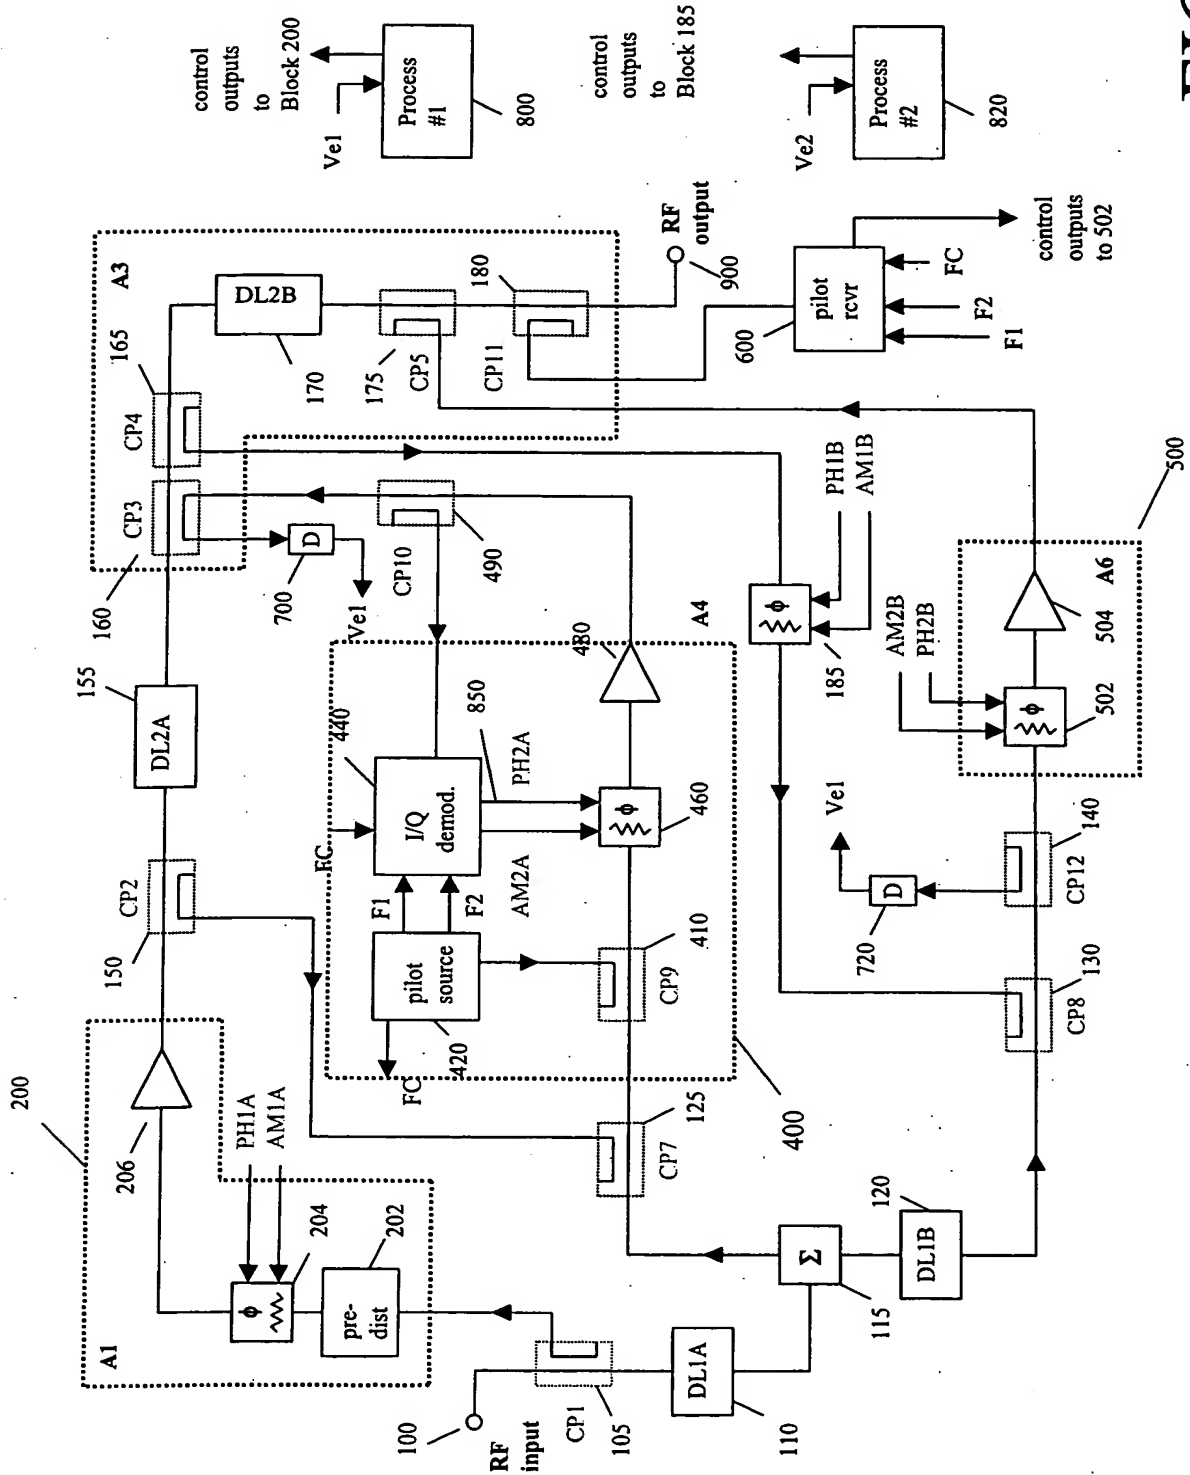 200
A1
206
PH1A
AM1A
204
202
φ
pre-
dist
100
RF
input
CP1
105
DL1A
110
Σ
115
DL1B
120
CP7
125
400
CP2
150
DL2A
155
FC
pilot
source
420
F1
F2
FC
I/Q
demod.
440
850
PH2A
AM2A
φ
460
480
CP9
410
A4
CP8
130
CP12
140
D
720
Ve1
φ
185
PH1B
AM1B
AM2B
PH2B
φ
502
504
A6
500
160
CP3
CP4
165
A3
DL2B
170
175
CP5
CP11
180
D
700
Ve1
CP10
490
RF
output
900
pilot
rcvr
600
F1
F2
FC
control
outputs
to 502
control
outputs
to
Block 200
Ve1
Process
#1
800
control
outputs
to
Block 185
Ve2
Process
#2
820